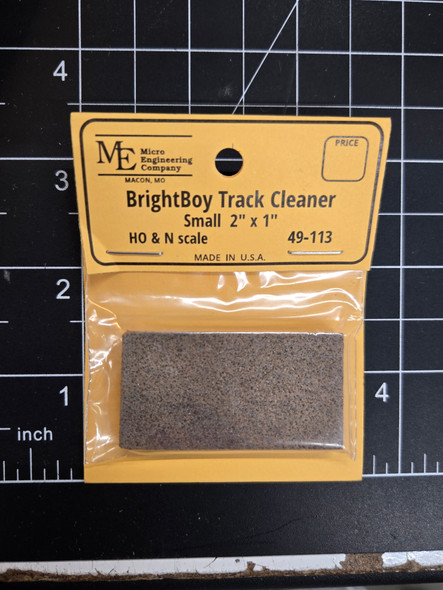 4
3
2
1
inch
4
ME Micro
Engineering
Company
MACON, MO
PRICE
BrightBoy Track Cleaner
Small 2" x 1"
HO & N scale 49-113
MADE IN U.S.A.